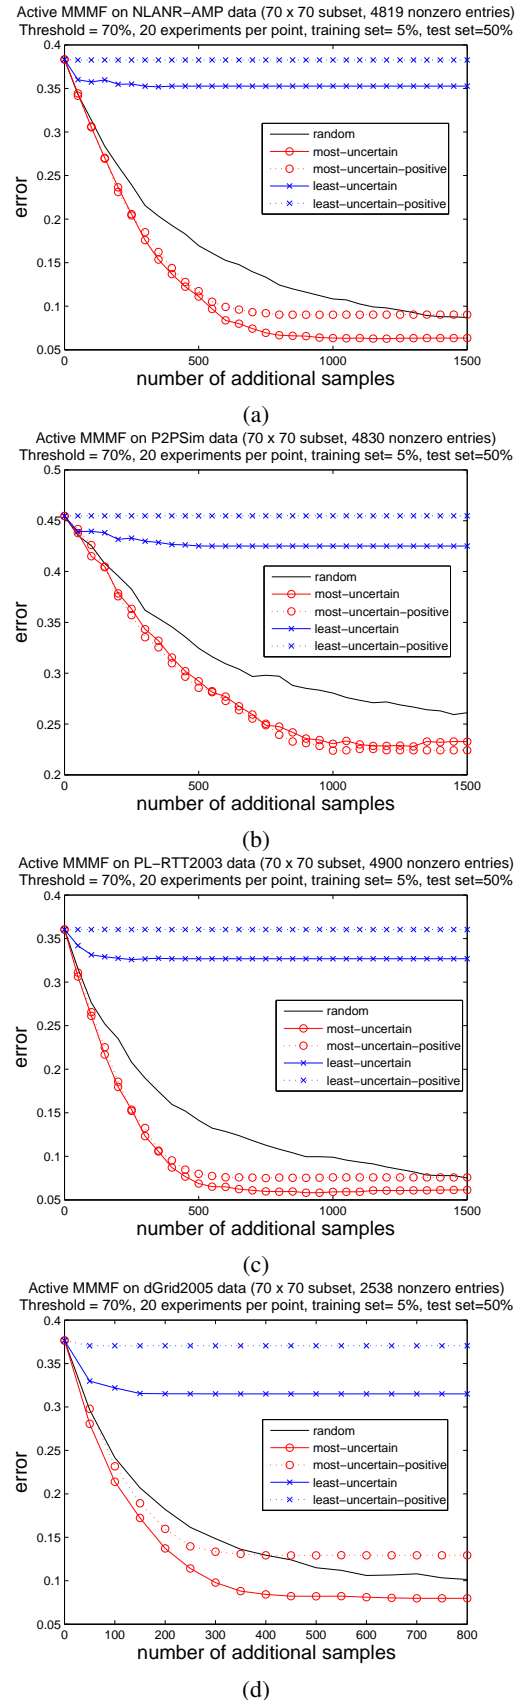 Active MMMF on NLANR−AMP data (70 x 70 subset, 4819 nonzero entries)
Threshold = 70%, 20 experiments per point, training set= 5%, test set=50%
0.4
0.35
0.3
0.25
0.2
0.15
0.1
0.05
error
random
most−uncertain
most−uncertain−positive
least−uncertain
least−uncertain−positive
0 500 1000 1500
number of additional samples
(a)
Active MMMF on P2PSim data (70 x 70 subset, 4830 nonzero entries)
Threshold = 70%, 20 experiments per point, training set= 5%, test set=50%
0.5
0.45
0.4
0.35
0.3
0.25
0.2
error
random
most−uncertain
most−uncertain−positive
least−uncertain
least−uncertain−positive
0 500 1000 1500
number of additional samples
(b)
Active MMMF on PL−RTT2003 data (70 x 70 subset, 4900 nonzero entries)
Threshold = 70%, 20 experiments per point, training set= 5%, test set=50%
0.4
0.35
0.3
0.25
0.2
0.15
0.1
0.05
error
random
most−uncertain
most−uncertain−positive
least−uncertain
least−uncertain−positive
0 500 1000 1500
number of additional samples
(c)
Active MMMF on dGrid2005 data (70 x 70 subset, 2538 nonzero entries)
Threshold = 70%, 20 experiments per point, training set= 5%, test set=50%
0.4
0.35
0.3
0.25
0.2
0.15
0.1
0.05
error
random
most−uncertain
most−uncertain−positive
least−uncertain
least−uncertain−positive
0 100 200 300 400 500 600 700 800
number of additional samples
(d)